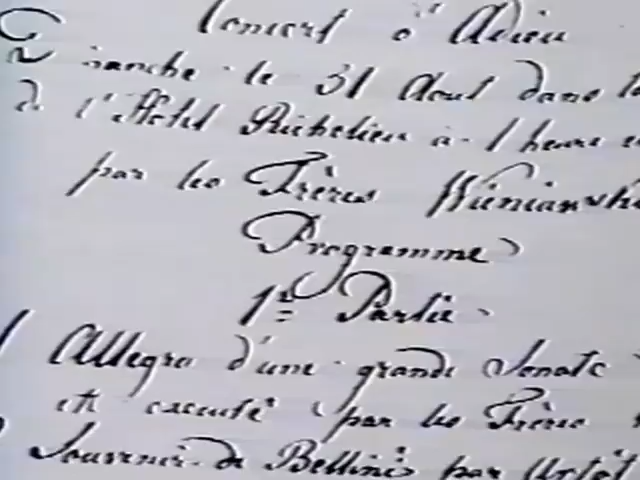 Concert d'Adieu
Dimanche le 31 Aout dans la
de l'Hotel Richelieu à 1 heure
par les Frères Wieniawski
Programme
1re Partie
1 Allegro d'une grande Sonate
et executé par les Frères
Souvenir de Bellini par Artôt